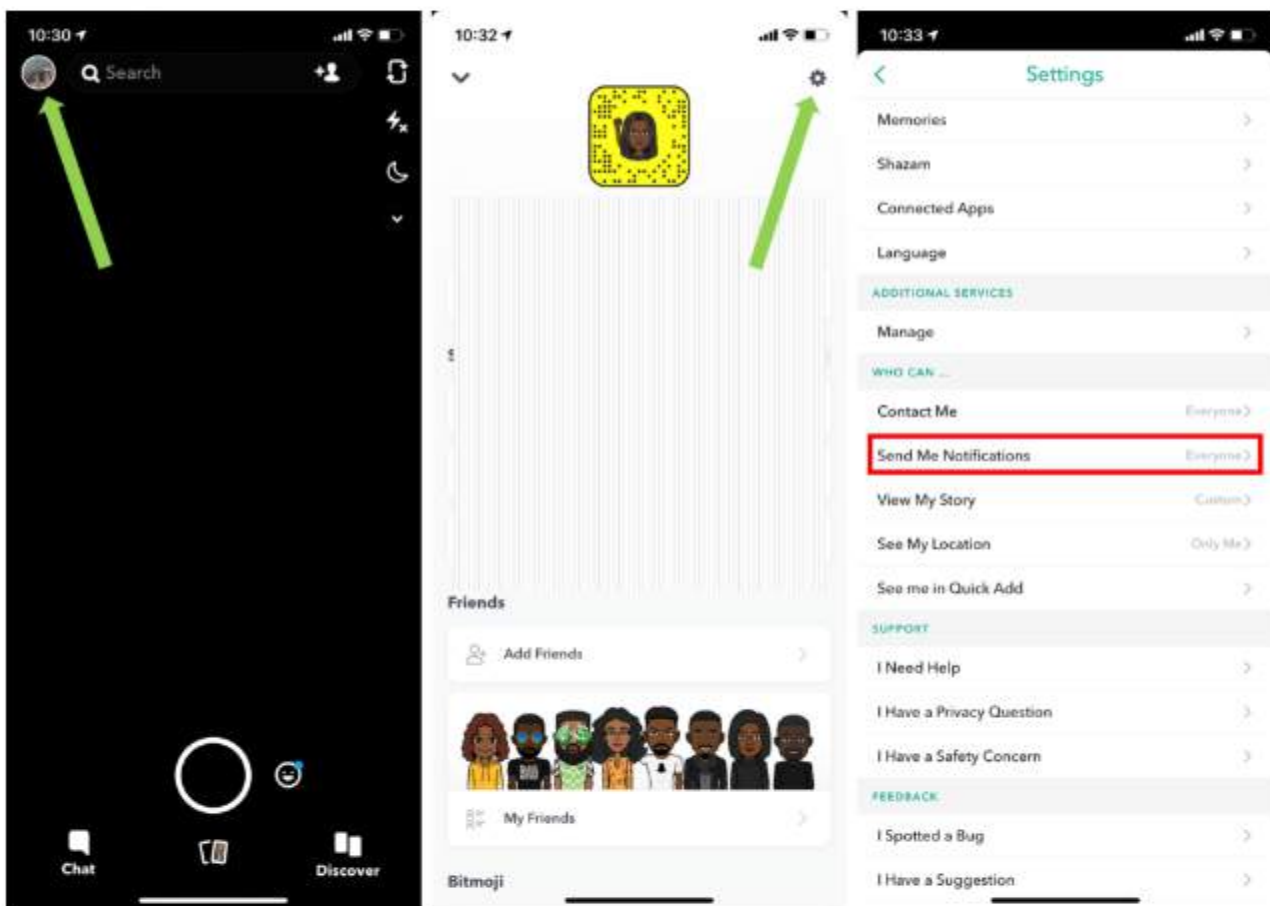 10:30
Search
Chat
Discover
10:32
Friends
Add Friends
BAD
My Friends
Bitmoji
10:33
Settings
Memories
Shazam
Connected Apps
Language
ADDITIONAL SERVICES
Manage
WHO CAN ...
Contact Me Everyone
Send Me Notifications Everyone
View My Story Custom
See My Location Only Me
See me in Quick Add
SUPPORT
I Need Help
I Have a Privacy Question
I Have a Safety Concern
FEEDBACK
I Spotted a Bug
I Have a Suggestion